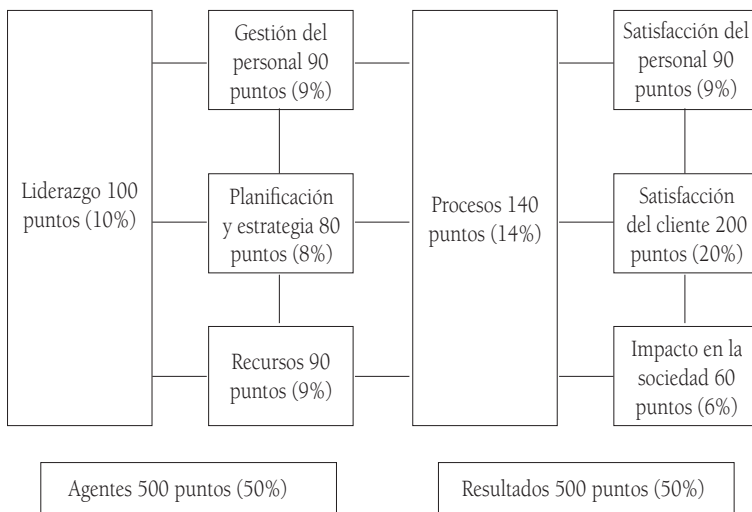 Liderazgo 100
puntos (10%)
Gestión del
personal 90
puntos (9%)
Planificación
y estrategia 80
puntos (8%)
Recursos 90
puntos (9%)
Procesos 140
puntos (14%)
Satisfacción del
personal 90
puntos (9%)
Satisfacción
del cliente 200
puntos (20%)
Impacto en la
sociedad 60
puntos (6%)
Agentes 500 puntos (50%)
Resultados 500 puntos (50%)